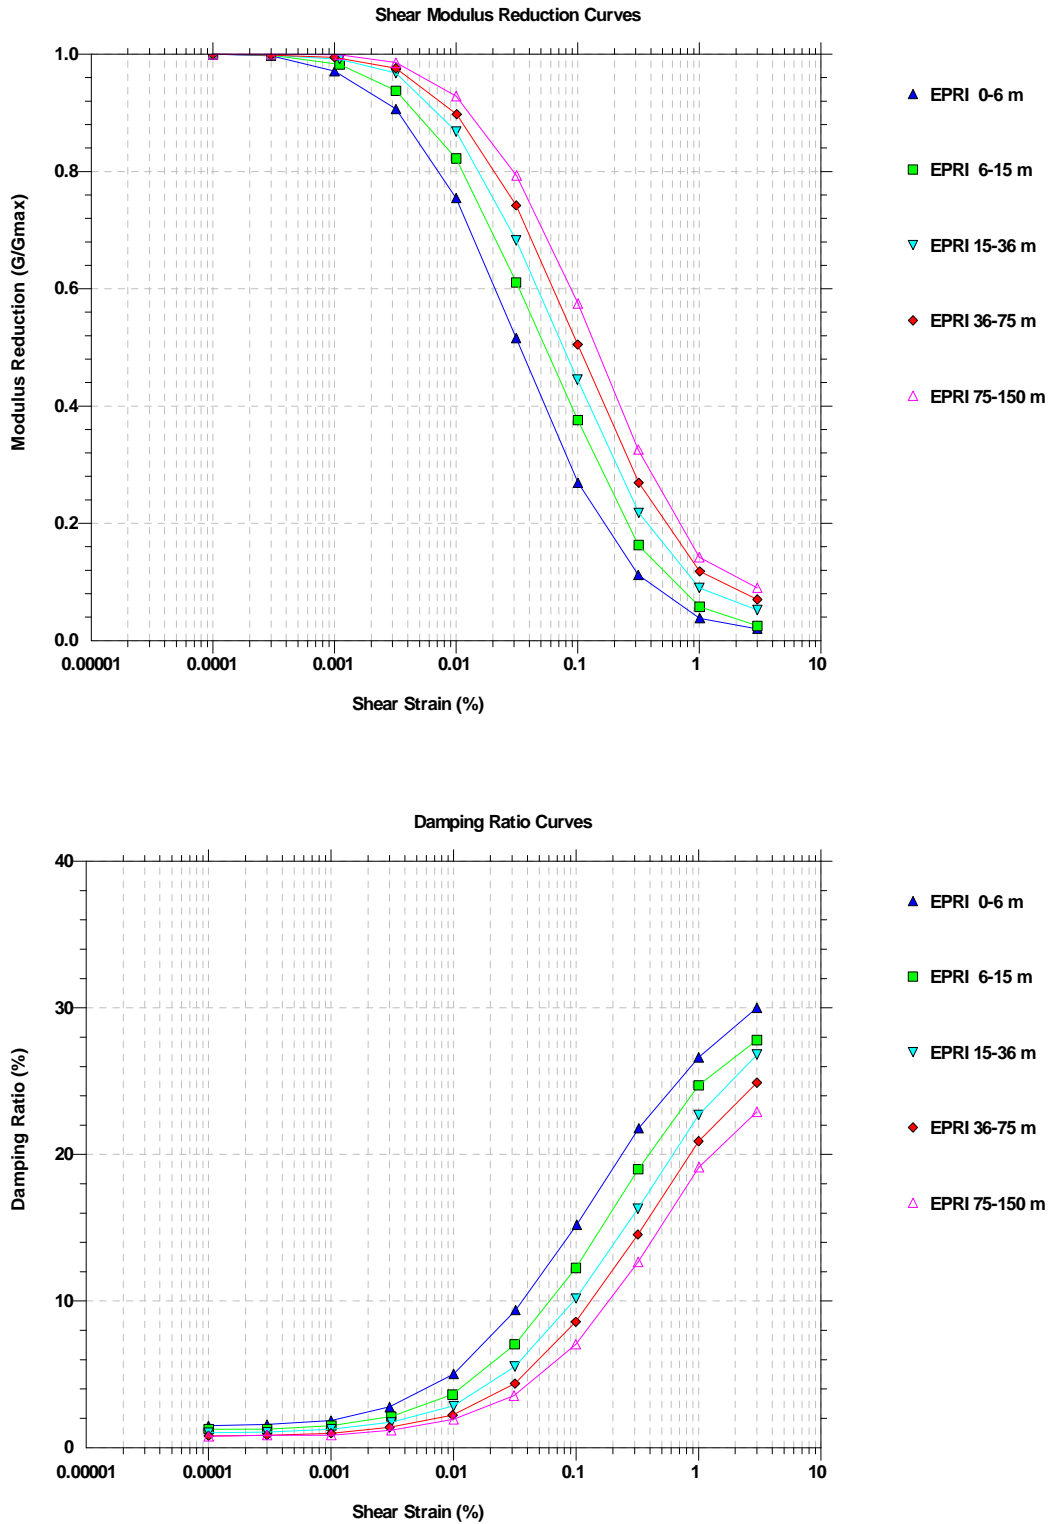 Shear Modulus Reduction Curves
1.0
0.8
0.6
0.4
0.2
0.0
Modulus Reduction (G/Gmax)
0.00001 0.0001 0.001 0.01 0.1 1 10
Shear Strain (%)
EPRI 0-6 m
EPRI 6-15 m
EPRI 15-36 m
EPRI 36-75 m
EPRI 75-150 m
Damping Ratio Curves
40
30
20
10
0
Damping Ratio (%)
0.00001 0.0001 0.001 0.01 0.1 1 10
Shear Strain (%)
EPRI 0-6 m
EPRI 6-15 m
EPRI 15-36 m
EPRI 36-75 m
EPRI 75-150 m